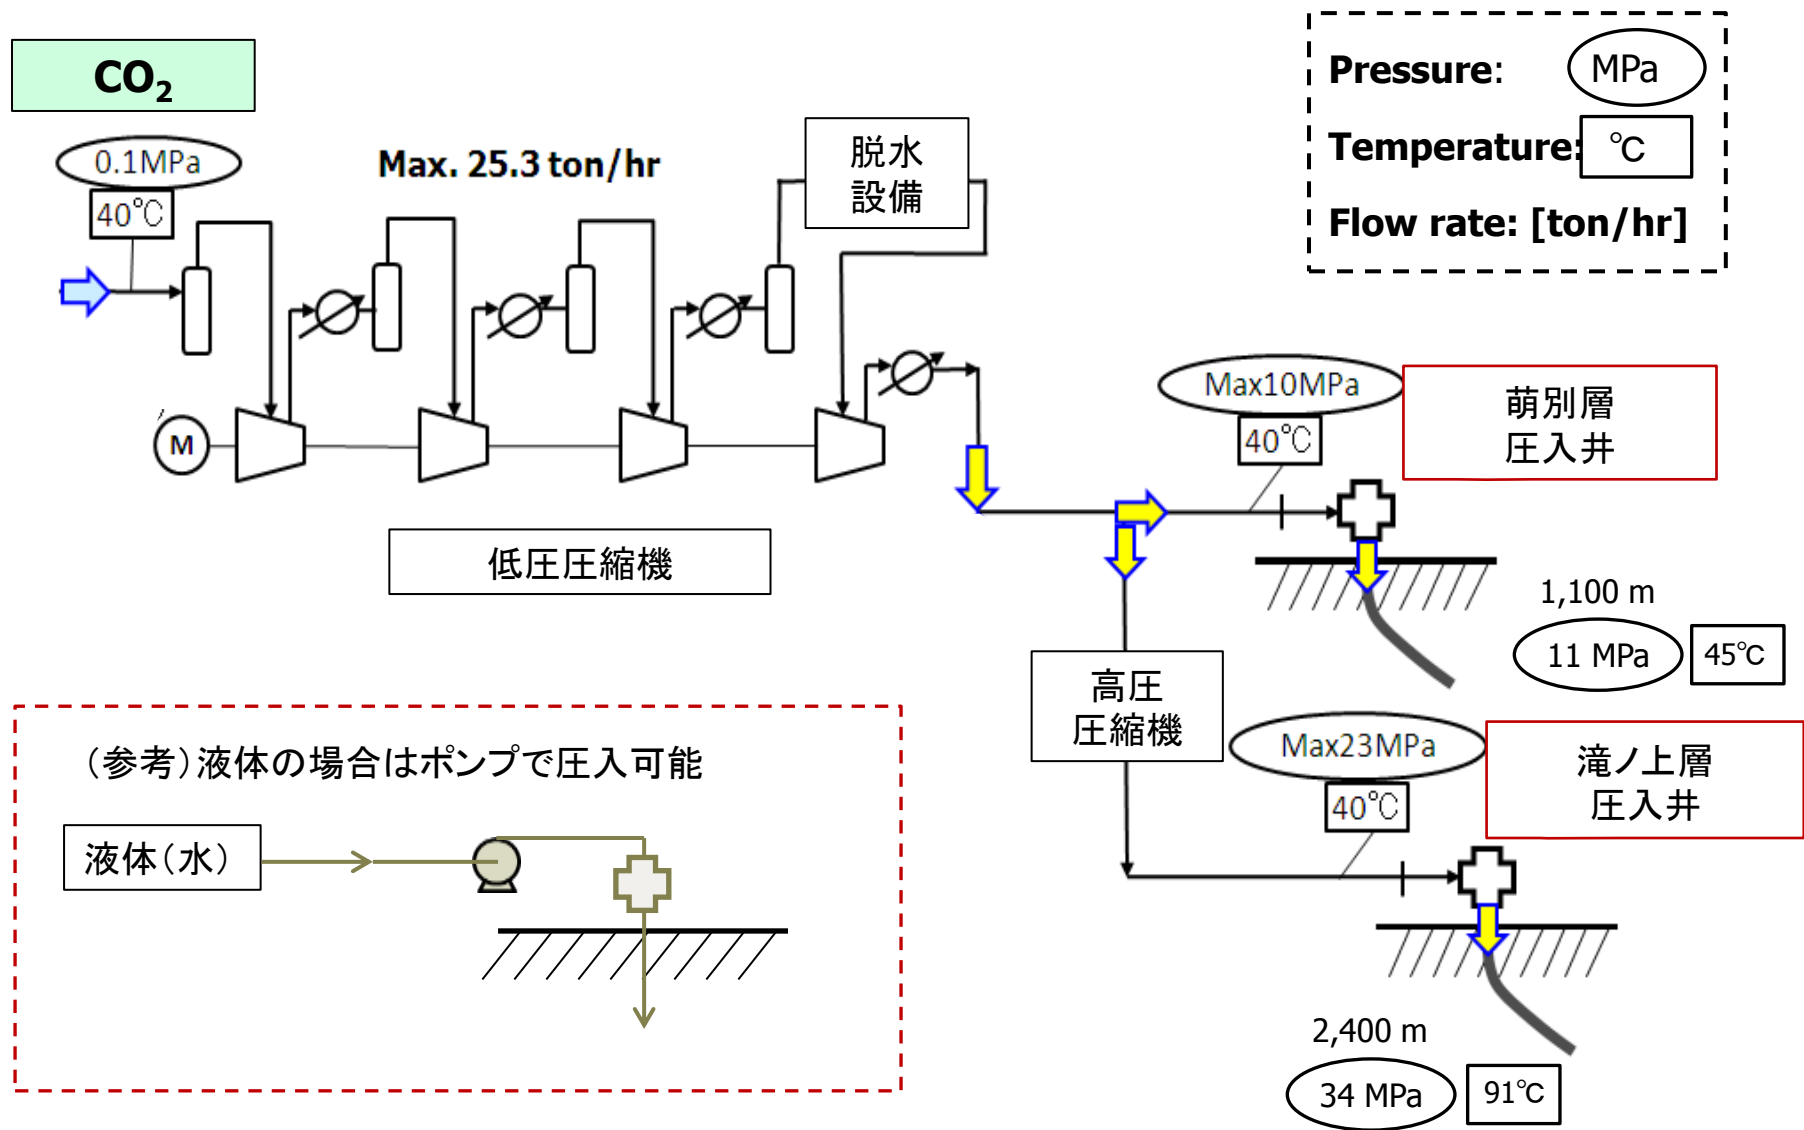 CO₂
0.1MPa
40℃
Max. 25.3 ton/hr
脱水
設備
Pressure:
MPa
Temperature:
℃
Flow rate: [ton/hr]
M
低圧圧縮機
Max10MPa
40℃
萌別層
圧入井
1,100 m
11 MPa
45℃
高圧
圧縮機
Max23MPa
40℃
滝ノ上層
圧入井
2,400 m
34 MPa
91℃
（参考）液体の場合はポンプで圧入可能
液体（水）